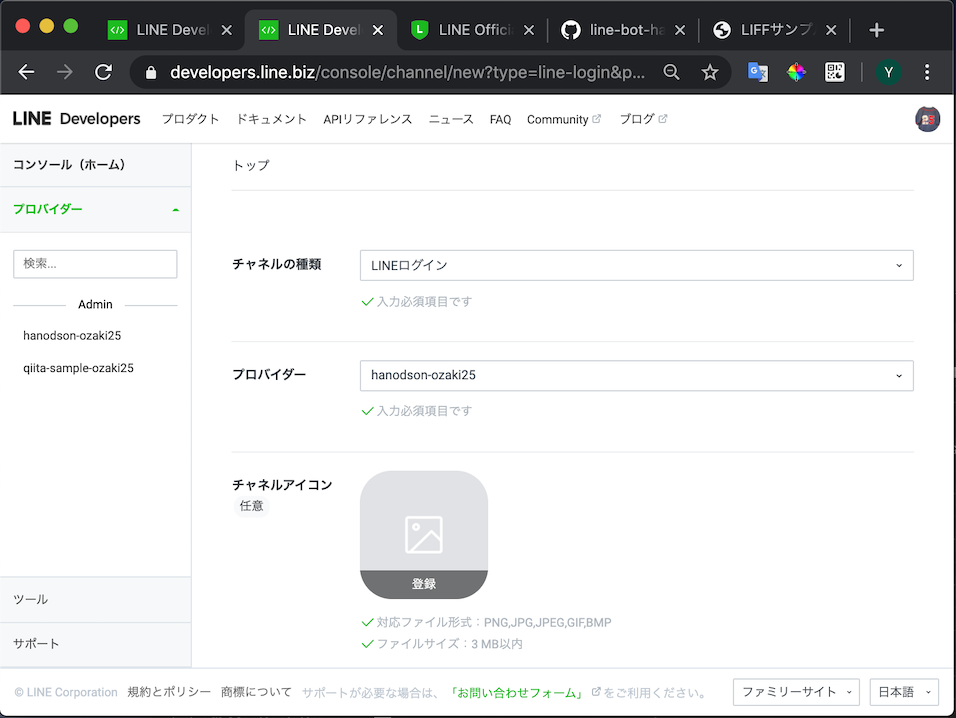 LINE Devel
LINE Devel
LINE Offici
line-bot-ha
LIFFサンプ
developers.line.biz/console/channel/new?type=line-login&p...
Y
LINE Developers
プロダクト
ドキュメント
APIリファレンス
ニュース
FAQ
Community
ブログ
コンソール（ホーム）
プロバイダー
検索...
Admin
hanodson-ozaki25
qiita-sample-ozaki25
ツール
サポート
トップ
チャネルの種類
LINEログイン
入力必須項目です
プロバイダー
hanodson-ozaki25
入力必須項目です
チャネルアイコン
任意
登録
対応ファイル形式：PNG,JPG,JPEG,GIF,BMP
ファイルサイズ：3 MB以内
© LINE Corporation
規約とポリシー
商標について
サポートが必要な場合は、「お問い合わせフォーム」をご利用ください。
ファミリーサイト
日本語